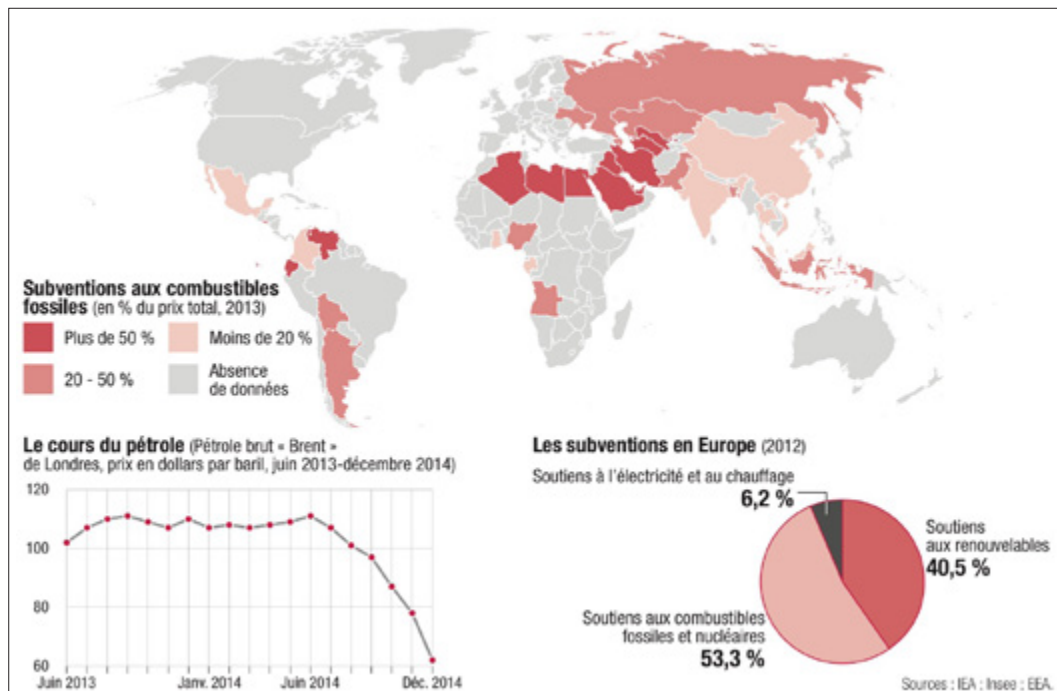 Subventions aux combustibles
fossiles (en % du prix total, 2013)
Plus de 50 %
Moins de 20 %
20 - 50 %
Absence
de données
Le cours du pétrole (Pétrole brut « Brent »
de Londres, prix en dollars par baril, juin 2013-décembre 2014)
120
100
80
60
Juin 2013
Janv. 2014
Juin 2014
Déc. 2014
Les subventions en Europe (2012)
Soutiens à l'électricité et au chauffage
6,2 %
Soutiens
aux renouvelables
40,5 %
Soutiens aux combustibles
fossiles et nucléaires
53,3 %
Sources : IEA ; Insee ; EEA.